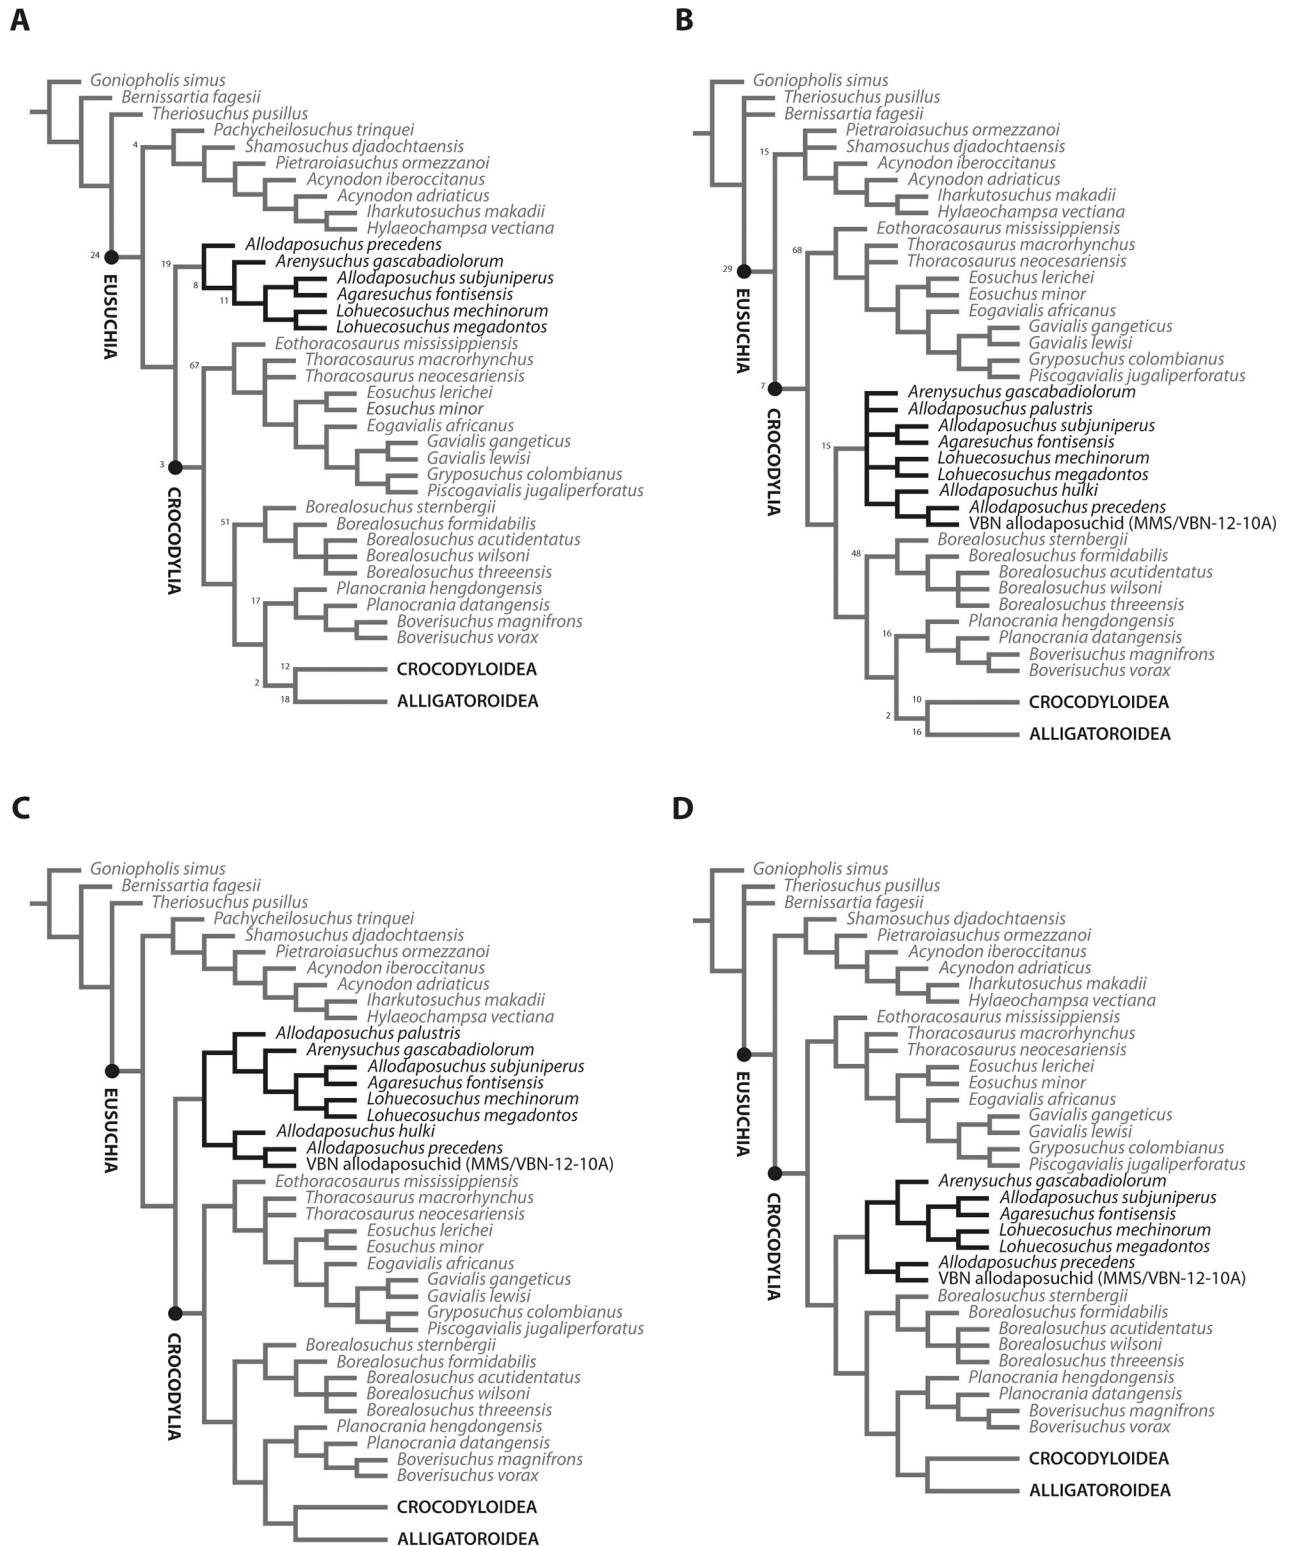 A
Goniopholis simus
Bernissartia fagesii
Theriosuchus pusillus
Pachycheilosuchus trinquei
4
Shamosuchus djadochtaensis
Pietraroiasuchus ormezzanoi
Acynodon iberoccitanus
Acynodon adriaticus
Iharkutosuchus makadii
Hylaeochampsa vectiana
Allodaposuchus precedens
24
19
Arenysuchus gascabadiolorum
8
Allodaposuchus subjuniperus
11
Agaresuchus fontisensis
EUSUCHIA
Lohuecosuchus mechinorum
Lohuecosuchus megadontos
Eothoracosaurus mississippiensis
67
Thoracosaurus macrorhynchus
Thoracosaurus neocesariensis
Eosuchus lerichei
Eosuchus minor
Eogavialis africanus
Gavialis gangeticus
Gavialis lewisi
3
Gryposuchus colombianus
Piscogavialis jugaliperforatus
CROCODYLIA
Borealosuchus sternbergii
51
Borealosuchus formidabilis
Borealosuchus acutidentatus
Borealosuchus wilsoni
Borealosuchus threeensis
Planocrania hengdongensis
17
Planocrania datangensis
Boverisuchus magnifrons
Boverisuchus vorax
12
CROCODYLOIDEA
2
18
ALLIGATOROIDEA
B
Goniopholis simus
Theriosuchus pusillus
Bernissartia fagesii
Pietraroiasuchus ormezzanoi
15
Shamosuchus djadochtaensis
Acynodon iberoccitanus
Acynodon adriaticus
Iharkutosuchus makadii
Hylaeochampsa vectiana
Eothoracosaurus mississippiensis
68
Thoracosaurus macrorhynchus
Thoracosaurus neocesariensis
29
Eosuchus lerichei
Eosuchus minor
EUSUCHIA
Eogavialis africanus
Gavialis gangeticus
Gavialis lewisi
Gryposuchus colombianus
Piscogavialis jugaliperforatus
7
Arenysuchus gascabadiolorum
Allodaposuchus palustris
CROCODYLIA
Allodaposuchus subjuniperus
15
Agaresuchus fontisensis
Lohuecosuchus mechinorum
Lohuecosuchus megadontos
Allodaposuchus hulki
Allodaposuchus precedens
VBN allodaposuchid (MMS/VBN-12-10A)
Borealosuchus sternbergii
48
Borealosuchus formidabilis
Borealosuchus acutidentatus
Borealosuchus wilsoni
Borealosuchus threeensis
Planocrania hengdongensis
16
Planocrania datangensis
Boverisuchus magnifrons
Boverisuchus vorax
10
CROCODYLOIDEA
2
16
ALLIGATOROIDEA
C
Goniopholis simus
Bernissartia fagesii
Theriosuchus pusillus
Pachycheilosuchus trinquei
Shamosuchus djadochtaensis
Pietraroiasuchus ormezzanoi
Acynodon iberoccitanus
Acynodon adriaticus
Iharkutosuchus makadii
Hylaeochampsa vectiana
Allodaposuchus palustris
Arenysuchus gascabadiolorum
Allodaposuchus subjuniperus
Agaresuchus fontisensis
EUSUCHIA
Lohuecosuchus mechinorum
Lohuecosuchus megadontos
Allodaposuchus hulki
Allodaposuchus precedens
VBN allodaposuchid (MMS/VBN-12-10A)
Eothoracosaurus mississippiensis
Thoracosaurus macrorhynchus
Thoracosaurus neocesariensis
Eosuchus lerichei
Eosuchus minor
Eogavialis africanus
Gavialis gangeticus
Gavialis lewisi
Gryposuchus colombianus
Piscogavialis jugaliperforatus
CROCODYLIA
Borealosuchus sternbergii
Borealosuchus formidabilis
Borealosuchus acutidentatus
Borealosuchus wilsoni
Borealosuchus threeensis
Planocrania hengdongensis
Planocrania datangensis
Boverisuchus magnifrons
Boverisuchus vorax
CROCODYLOIDEA
ALLIGATOROIDEA
D
Goniopholis simus
Theriosuchus pusillus
Bernissartia fagesii
Shamosuchus djadochtaensis
Pietraroiasuchus ormezzanoi
Acynodon iberoccitanus
Acynodon adriaticus
Iharkutosuchus makadii
Hylaeochampsa vectiana
Eothoracosaurus mississippiensis
Thoracosaurus macrorhynchus
Thoracosaurus neocesariensis
Eosuchus lerichei
Eosuchus minor
EUSUCHIA
Eogavialis africanus
Gavialis gangeticus
Gavialis lewisi
Gryposuchus colombianus
Piscogavialis jugaliperforatus
Arenysuchus gascabadiolorum
CROCODYLIA
Allodaposuchus subjuniperus
Agaresuchus fontisensis
Lohuecosuchus mechinorum
Lohuecosuchus megadontos
Allodaposuchus precedens
VBN allodaposuchid (MMS/VBN-12-10A)
Borealosuchus sternbergii
Borealosuchus formidabilis
Borealosuchus acutidentatus
Borealosuchus wilsoni
Borealosuchus threeensis
Planocrania hengdongensis
Planocrania datangensis
Boverisuchus magnifrons
Boverisuchus vorax
CROCODYLOIDEA
ALLIGATOROIDEA